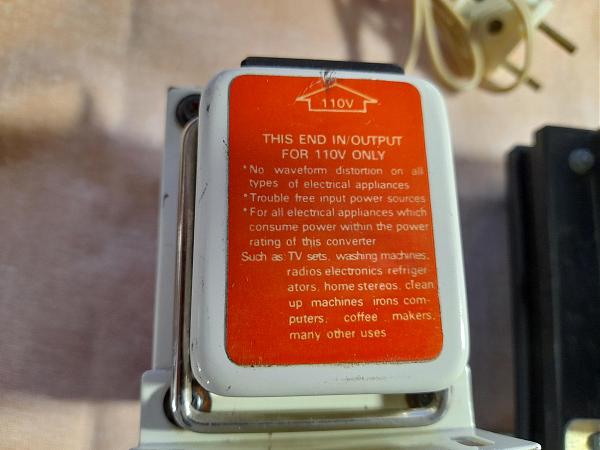 110V
THIS END IN/OUTPUT
FOR 110V ONLY
*No waveform distortion on all
types of electrical appliances
*Trouble free input power sources
*For all electrical appliances which
consume power within the power
rating of this converter
Such as: TV sets, washing machines,
radios electronics refriger-
ators, home stereos, clean
up machines irons com-
puters, coffee makers,
many other uses